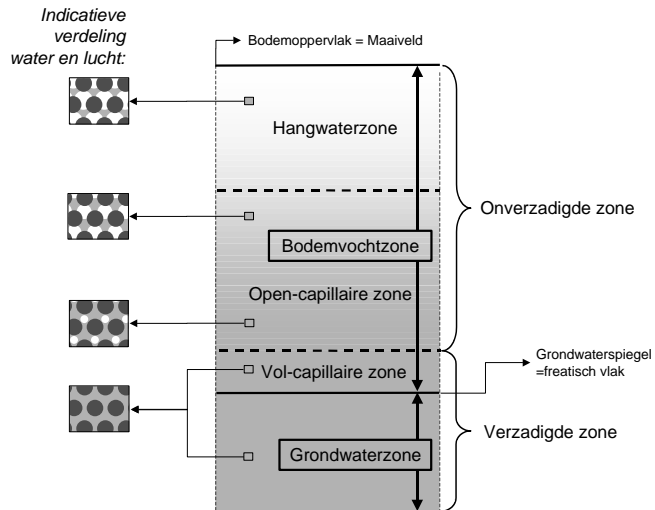 Indicatieve
verdeling
water en lucht:
Bodemoppervlak = Maaiveld
Hangwaterzone
Onverzadigde zone
Bodemvochtzone
Open-capillaire zone
Grondwaterspiegel
=freatisch vlak
Vol-capillaire zone
Verzadigde zone
Grondwaterzone